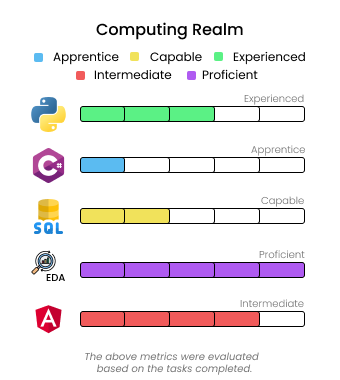 Computing Realm
Apprentice Capable Experienced
Intermediate Proficient
Experienced
Apprentice
C#
Capable
SQL
Proficient
EDA
Intermediate
A
The above metrics were evaluated
based on the tasks completed.